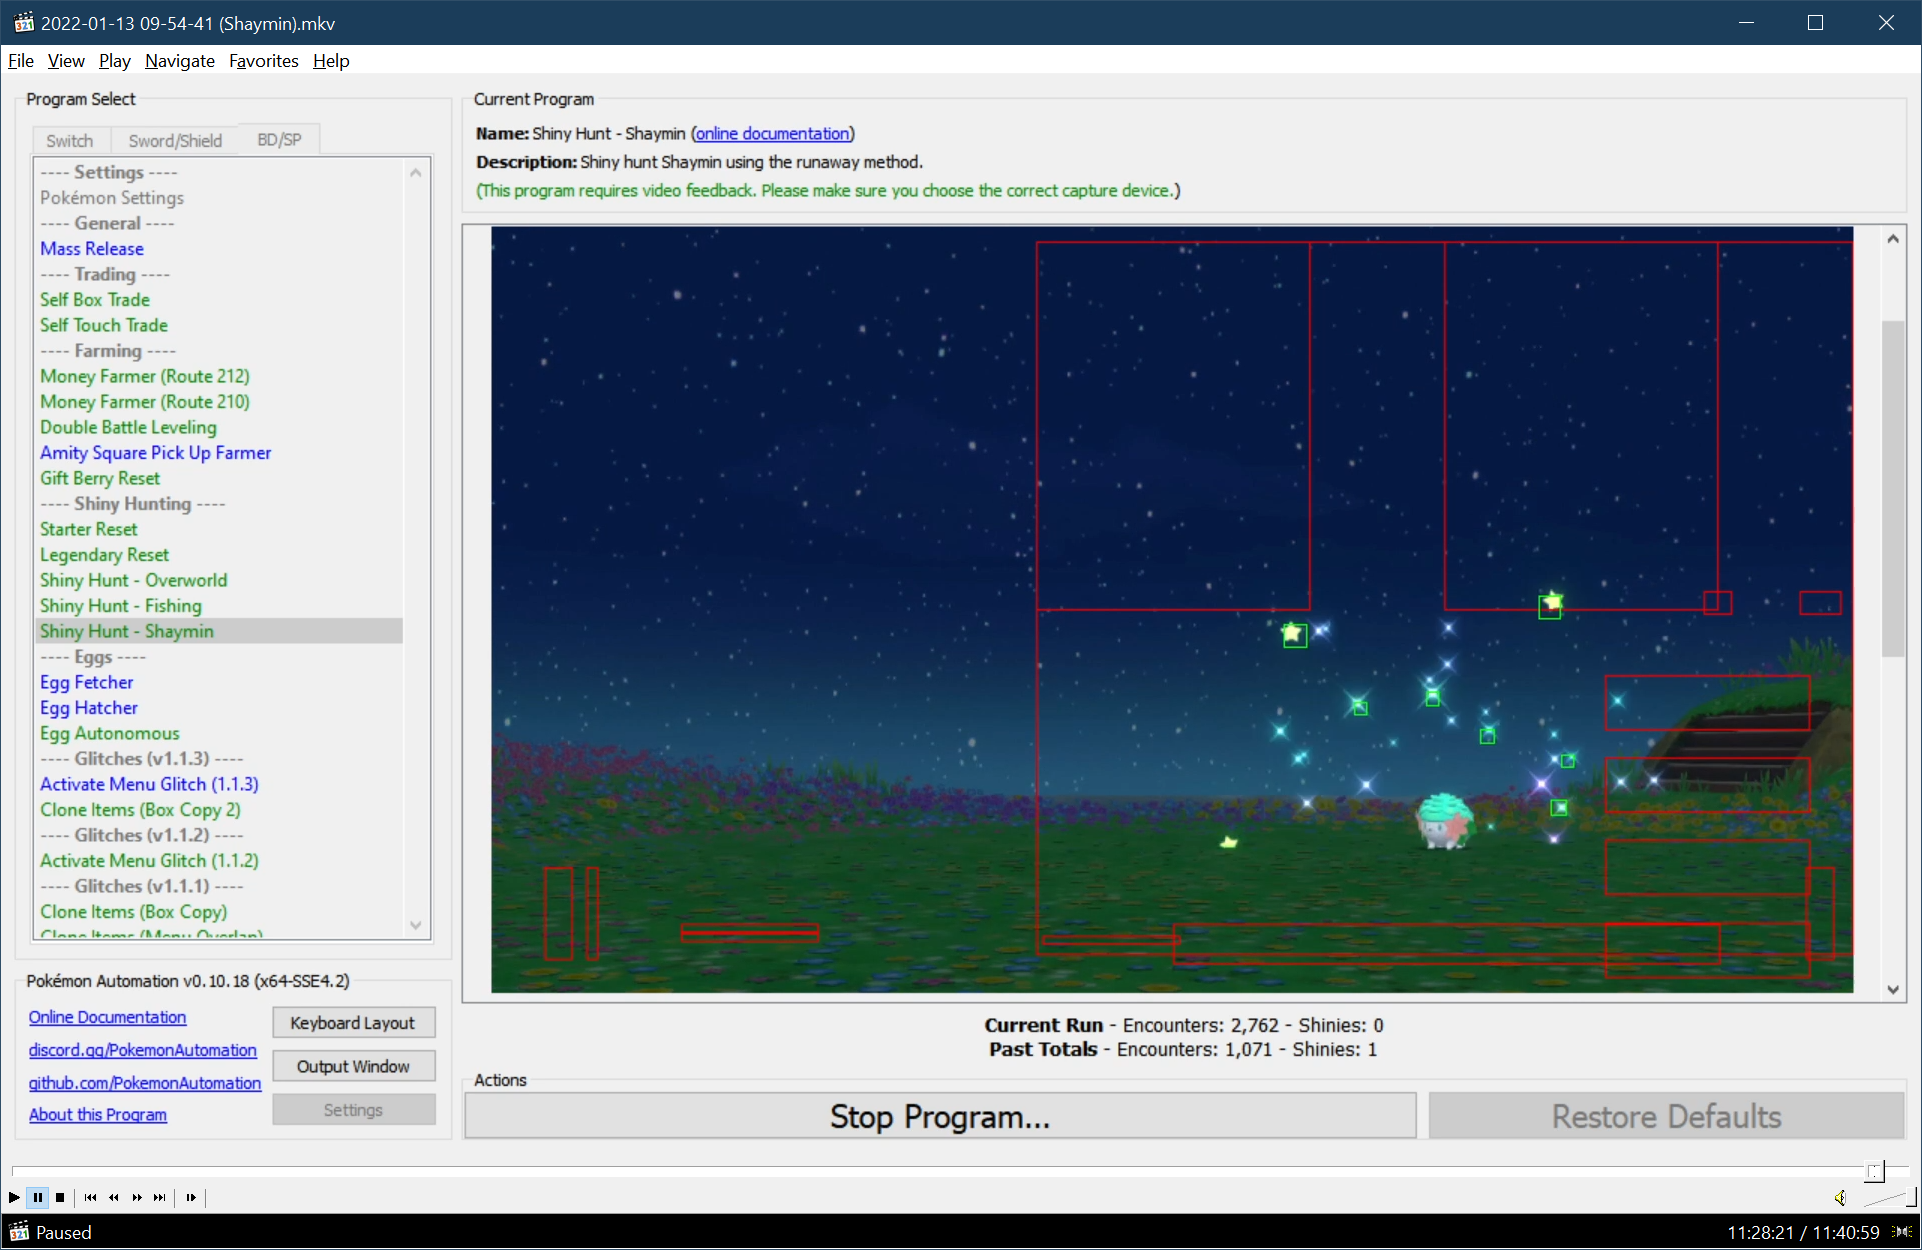 2022-01-13 09-54-41 (Shaymin).mkv
File View Play Navigate Favorites Help
Program Select
Switch Sword/Shield BD/SP
---- Settings ----
Pokémon Settings
---- General ----
Mass Release
---- Trading ----
Self Box Trade
Self Touch Trade
---- Farming ----
Money Farmer (Route 212)
Money Farmer (Route 210)
Double Battle Leveling
Amity Square Pick Up Farmer
Gift Berry Reset
---- Shiny Hunting ----
Starter Reset
Legendary Reset
Shiny Hunt - Overworld
Shiny Hunt - Fishing
Shiny Hunt - Shaymin
---- Eggs ----
Egg Fetcher
Egg Hatcher
Egg Autonomous
---- Glitches (v1.1.3) ----
Activate Menu Glitch (1.1.3)
Clone Items (Box Copy 2)
---- Glitches (v1.1.2) ----
Activate Menu Glitch (1.1.2)
---- Glitches (v1.1.1) ----
Clone Items (Box Copy)
Clone Items (Menu Overlap)
Pokémon Automation v0.10.18 (x64-SSE4.2)
Online Documentation
discord.gg/PokemonAutomation
github.com/PokemonAutomation
About this Program
Keyboard Layout
Output Window
Settings
Current Program
Name: Shiny Hunt - Shaymin (online documentation)
Description: Shiny hunt Shaymin using the runaway method.
(This program requires video feedback. Please make sure you choose the correct capture device.)
Current Run - Encounters: 2,762 - Shinies: 0
Past Totals - Encounters: 1,071 - Shinies: 1
Actions
Stop Program...
Restore Defaults
321 Paused
11:28:21 / 11:40:59